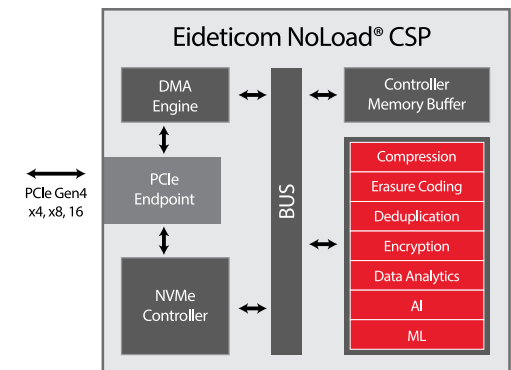 Eideticom NoLoad® CSP
DMA
Engine
Controller
Memory Buffer
PCIe Gen4
x4, x8, 16
PCIe
Endpoint
BUS
Compression
Erasure Coding
Deduplication
Encryption
Data Analytics
AI
ML
NVMe
Controller